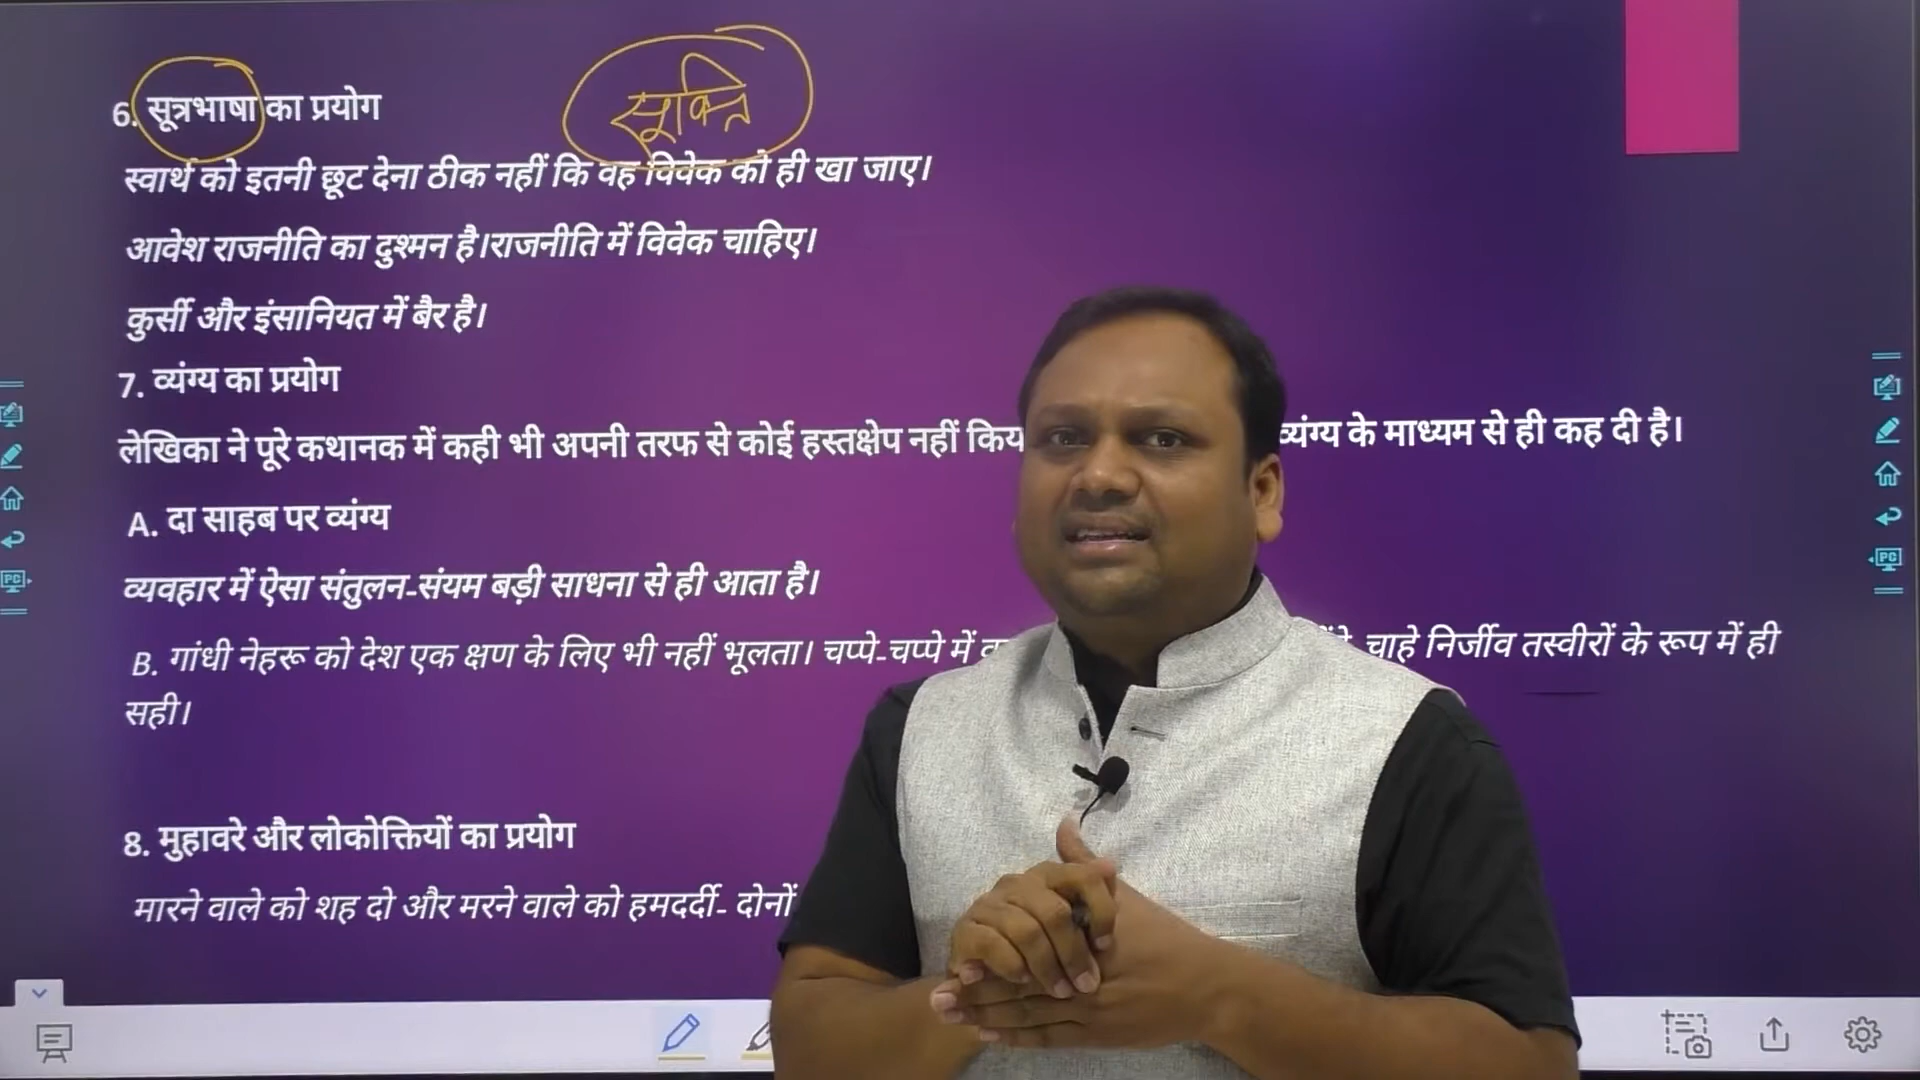 6. सूत्रभाषा का प्रयोग
सूक्ति
स्वार्थ को इतनी छूट देना ठीक नहीं कि वह विवेक को ही खा जाए।
आवेश राजनीति का दुश्मन है।राजनीति में विवेक चाहिए।
कुर्सी और इंसानियत में बैर है।
7. व्यंग्य का प्रयोग
लेखिका ने पूरे कथानक में कही भी अपनी तरफ से कोई हस्तक्षेप नहीं व्यंग्य के माध्यम से ही कह दी है।
A. दा साहब पर व्यंग्य
व्यवहार में ऐसा संतुलन-संयम बड़ी साधना से ही आता है।
B. गांधी नेहरू को देश एक क्षण के लिए भी नहीं भूलता। चप्पे-चप्पे में चाहे निर्जीव तस्वीरों के रूप में ही
सही।
8. मुहावरे और लोकोक्तियों का प्रयोग
मारने वाले को शह दो और मरने वाले को हमदर्दी- दोनों
PC
PC